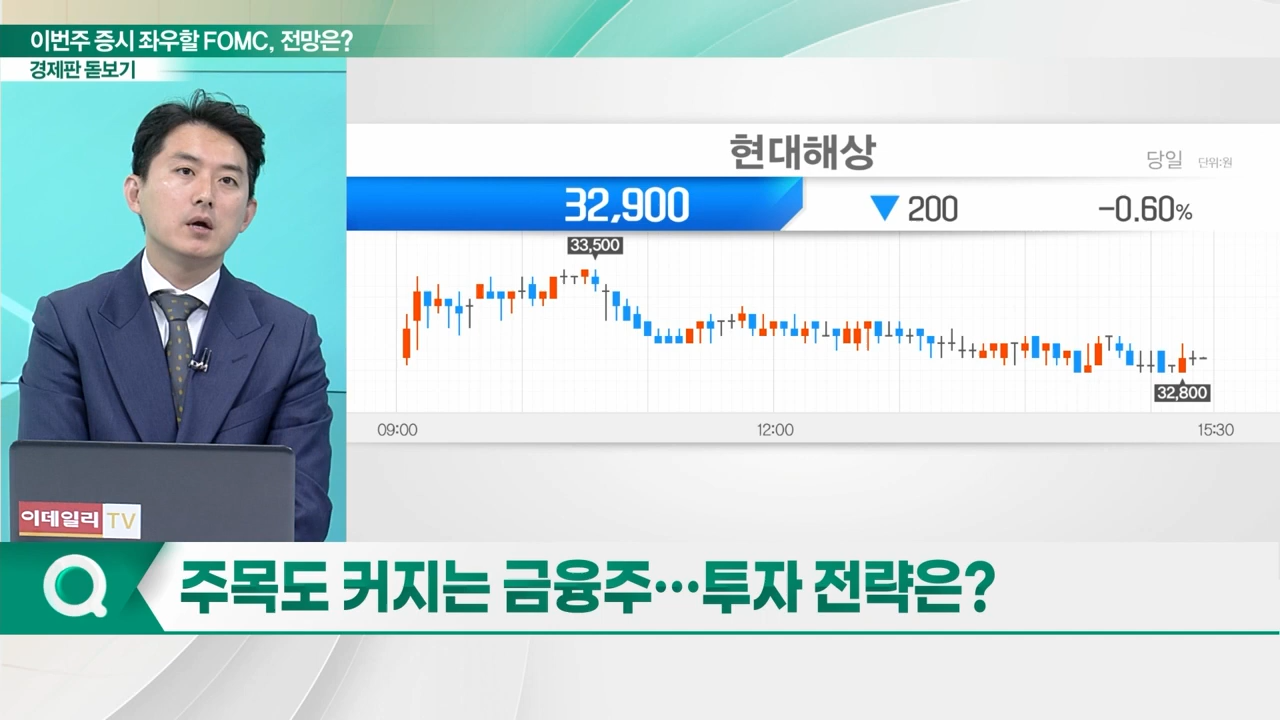 이번주 증시 좌우할 FOMC, 전망은?
경제판 돋보기
현대해상
당일 단위:원
32,900 ▼ 200 -0.60%
33,500
32,800
09:00 12:00 15:30
이데일리 TV
주목도 커지는 금융주…투자 전략은?